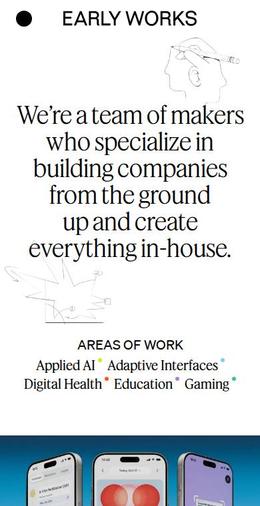 EARLY WORKS
We're a team of makers
who specialize in
building companies
from the ground
up and create
everything in-house.
AREAS OF WORK
Applied AI Adaptive Interfaces
Digital Health Education Gaming